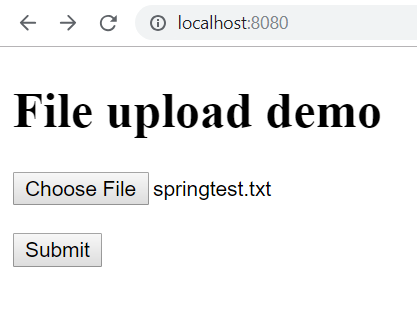 localhost:8080
File upload demo
Choose File springtest.txt
Submit